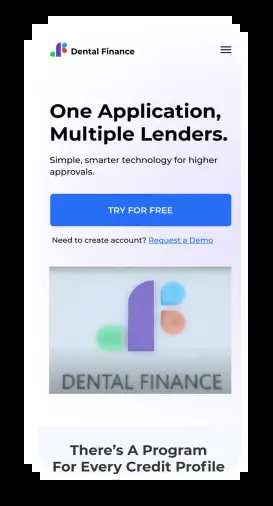 Dental Finance
One Application,
Multiple Lenders.
Simple, smarter technology for higher
approvals.
TRY FOR FREE
Need to create account? Request a Demo
DENTAL FINANCE
There’s A Program
For Every Credit Profile